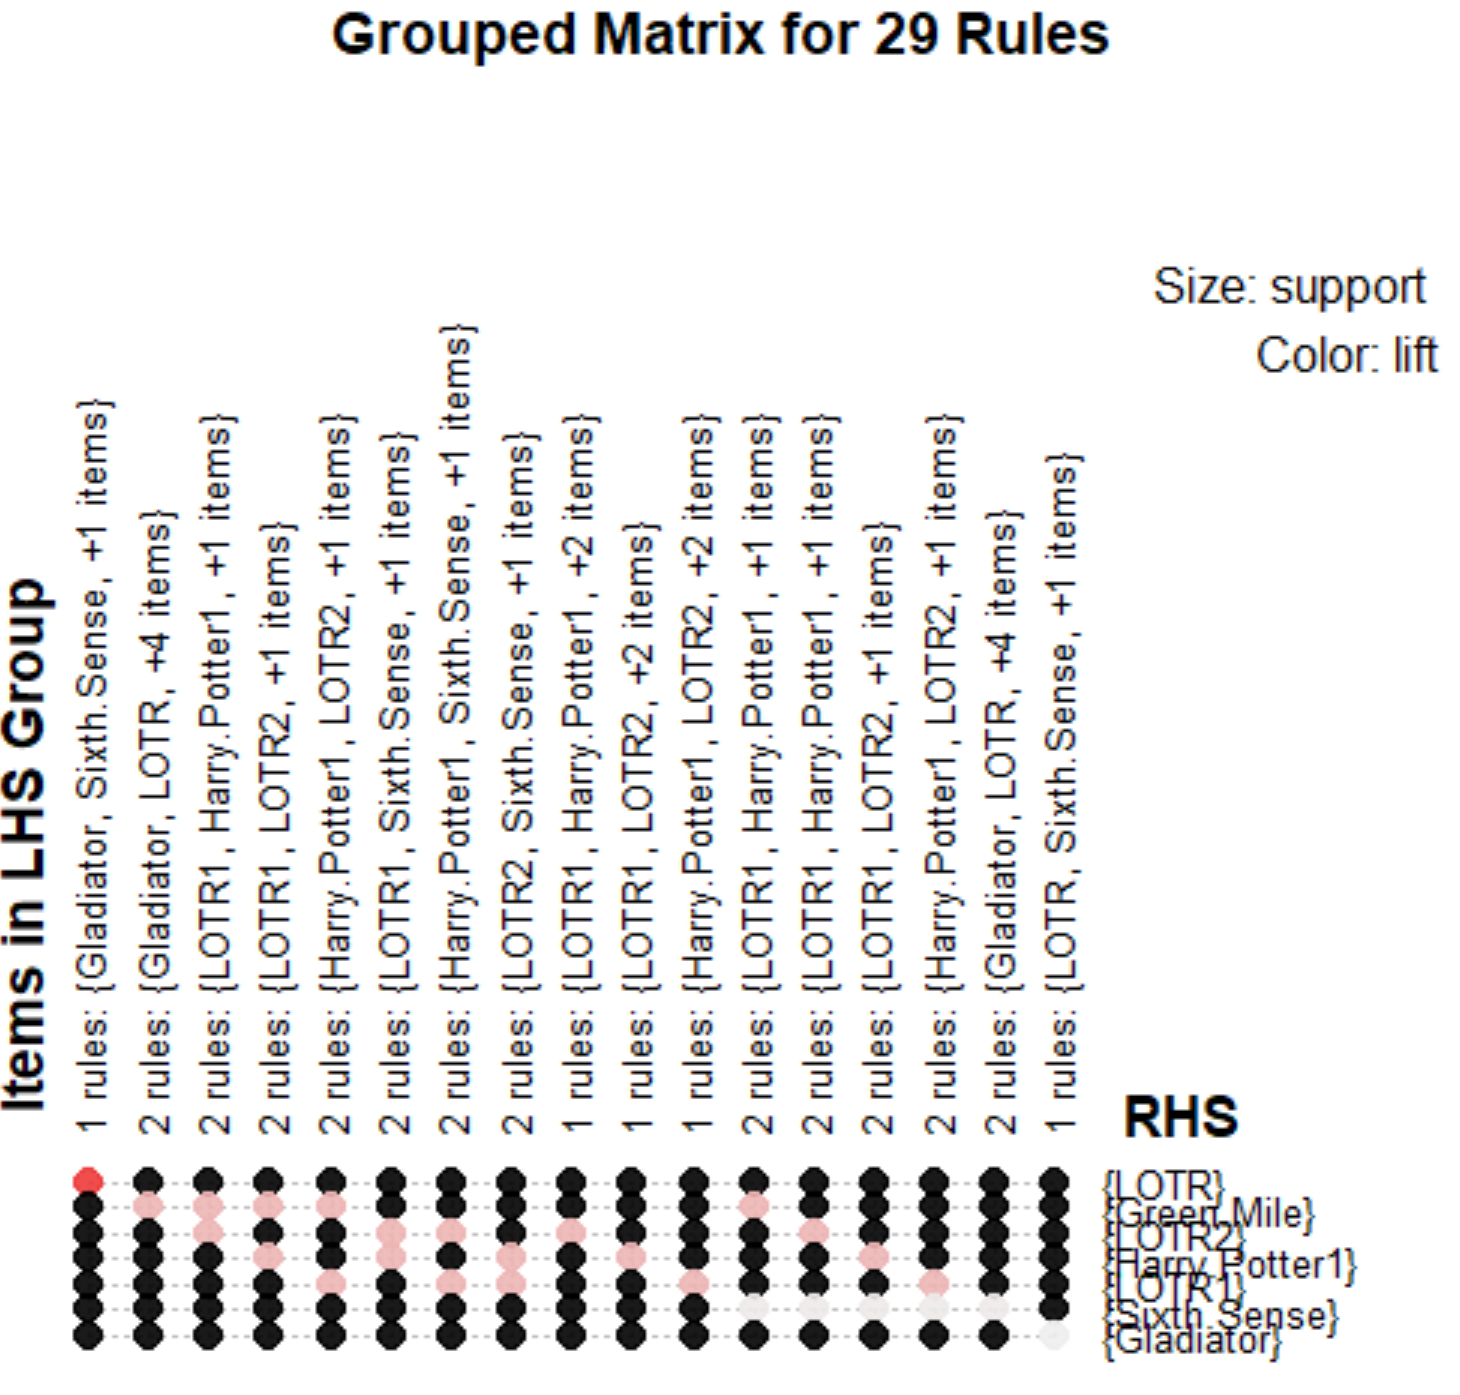 Grouped Matrix for 29 Rules
Size: support
Color: lift
Items in LHS Group
1 rules: {Gladiator, Sixth.Sense, +1 items}
2 rules: {Gladiator, LOTR, +4 items}
2 rules: {LOTR1, Harry.Potter1, +1 items}
2 rules: {LOTR1, LOTR2, +1 items}
2 rules: {Harry.Potter1, LOTR2, +1 items}
2 rules: {LOTR1, Sixth.Sense, +1 items}
2 rules: {Harry.Potter1, Sixth.Sense, +1 items}
2 rules: {LOTR2, Sixth.Sense, +1 items}
1 rules: {LOTR1, Harry.Potter1, +2 items}
1 rules: {LOTR1, LOTR2, +2 items}
1 rules: {Harry.Potter1, LOTR2, +2 items}
2 rules: {LOTR1, Harry.Potter1, +1 items}
2 rules: {LOTR1, Harry.Potter1, +1 items}
2 rules: {LOTR1, LOTR2, +1 items}
2 rules: {Harry.Potter1, LOTR2, +1 items}
2 rules: {Gladiator, LOTR, +4 items}
1 rules: {LOTR, Sixth.Sense, +1 items}
RHS
{LOTR}
{Green.Mile}
{LOTR2}
{Harry.Potter1}
{LOTR1}
{Sixth.Sense}
{Gladiator}